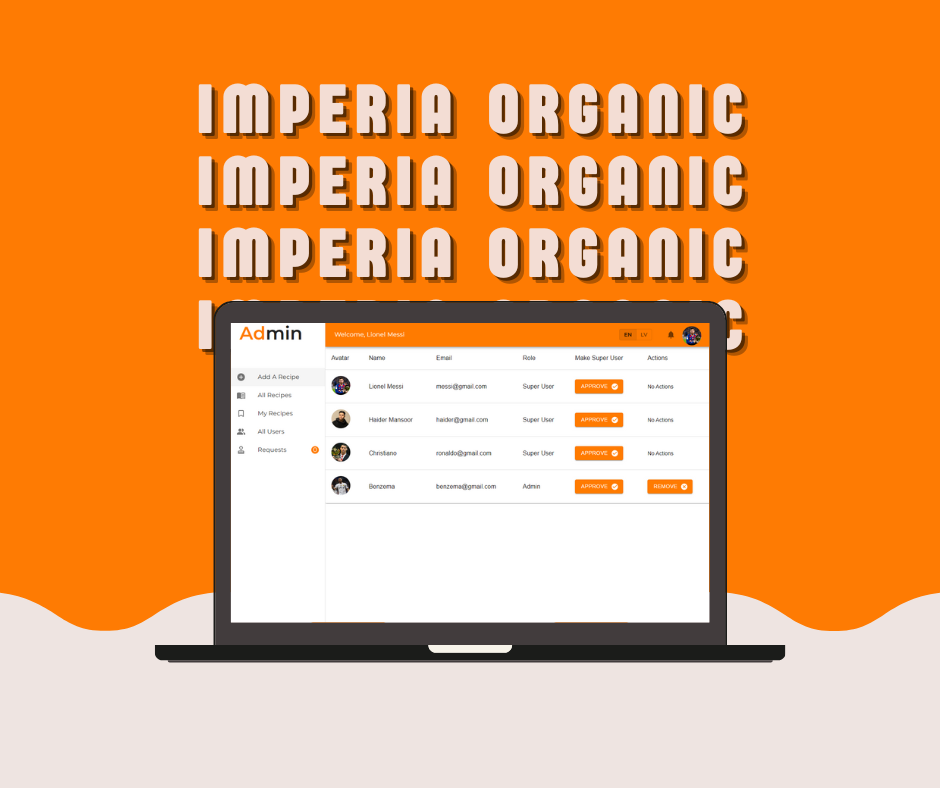 IMPERIA ORGANIC
IMPERIA ORGANIC
IMPERIA ORGANIC
IMPERIA ORGANIC
Admin
Welcome, Lionel Messi
EN LV
Avatar Name Email Role Make Super User Actions
Add A Recipe
All Recipes
My Recipes
All Users
Requests 0
Lionel Messi messi@gmail.com Super User APPROVE No Actions
Haider Mansoor haider@gmail.com Super User APPROVE No Actions
Christiano ronaldo@gmail.com Super User APPROVE No Actions
Benzema benzema@gmail.com Admin APPROVE REMOVE